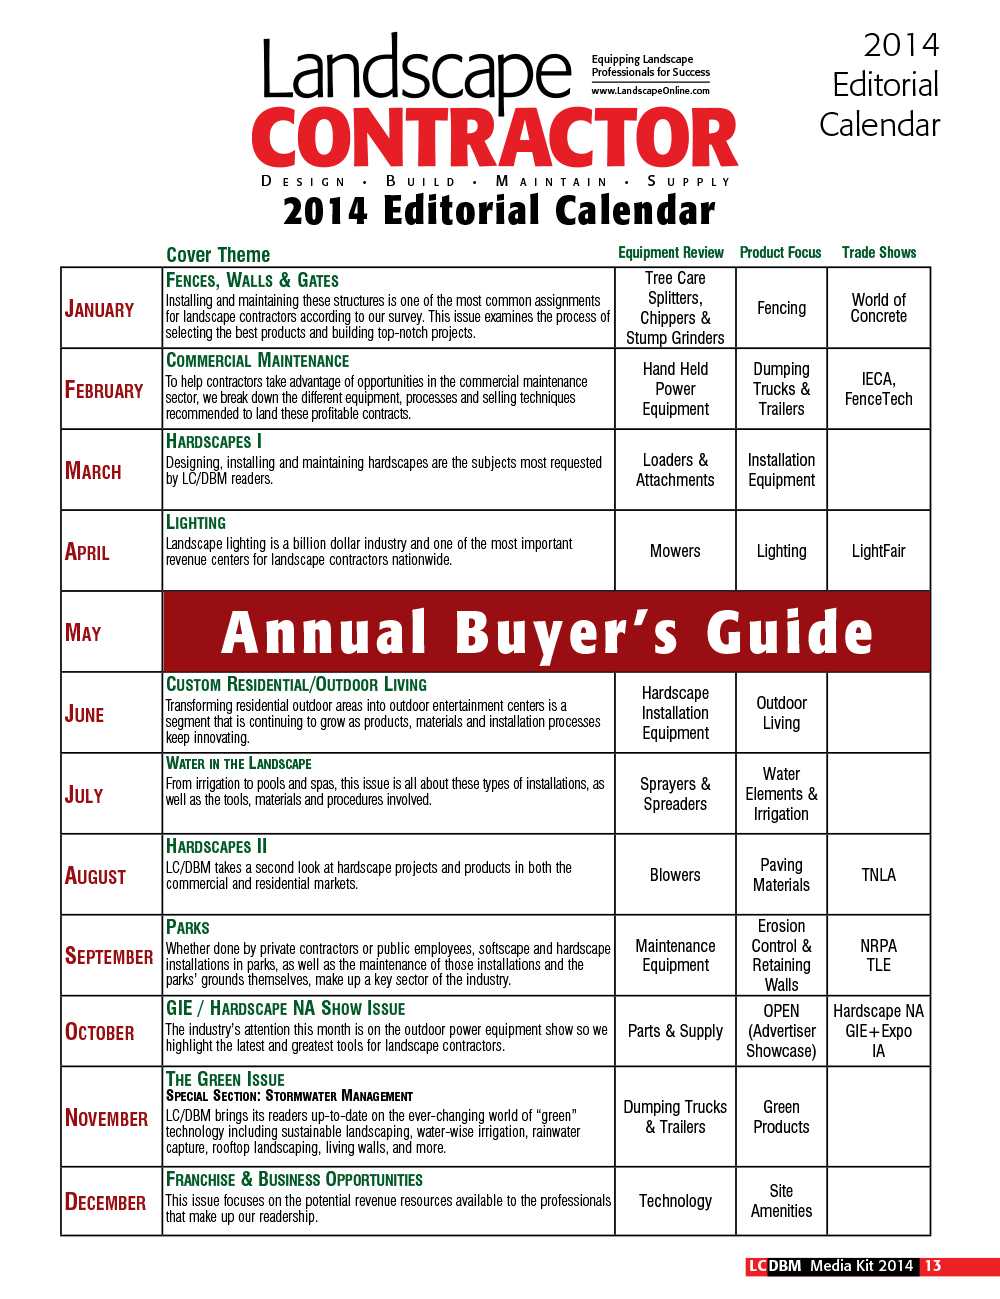 Landscape
CONTRACTOR
Equipping Landscape
Professionals for Success
www.LandscapeOnline.com
DESIGN • BUILD • MAINTAIN • SUPPLY
2014 Editorial Calendar
2014
Editorial
Calendar
Cover Theme
Equipment Review
Product Focus
Trade Shows
JANUARY
FENCES, WALLS & GATES
Installing and maintaining these structures is one of the most common assignments
for landscape contractors according to our survey. This issue examines the process of
selecting the best products and building top-notch projects.
Tree Care
Splitters,
Chippers &
Stump Grinders
Fencing
World of
Concrete
FEBRUARY
COMMERCIAL MAINTENANCE
To help contractors take advantage of opportunities in the commercial maintenance
sector, we break down the different equipment, processes and selling techniques
recommended to land these profitable contracts.
Hand Held
Power
Equipment
Dumping
Trucks &
Trailers
IECA,
FenceTech
MARCH
HARDSCAPES I
Designing, installing and maintaining hardscapes are the subjects most requested
by LC/DBM readers.
Loaders &
Attachments
Installation
Equipment
APRIL
LIGHTING
Landscape lighting is a billion dollar industry and one of the most important
revenue centers for landscape contractors nationwide.
Mowers
Lighting
LightFair
MAY
Annual Buyer's Guide
JUNE
CUSTOM RESIDENTIAL/OUTDOOR LIVING
Transforming residential outdoor areas into outdoor entertainment centers is a
segment that is continuing to grow as products, materials and installation processes
keep innovating.
Hardscape
Installation
Equipment
Outdoor
Living
JULY
WATER IN THE LANDSCAPE
From irrigation to pools and spas, this issue is all about these types of installations, as
well as the tools, materials and procedures involved.
Sprayers &
Spreaders
Water
Elements &
Irrigation
AUGUST
HARDSCAPES II
LC/DBM takes a second look at hardscape projects and products in both the
commercial and residential markets.
Blowers
Paving
Materials
TNLA
SEPTEMBER
PARKS
Whether done by private contractors or public employees, softscape and hardscape
installations in parks, as well as the maintenance of those installations and the
parks' grounds themselves, make up a key sector of the industry.
Maintenance
Equipment
Erosion
Control &
Retaining
Walls
NRPA
TLE
OCTOBER
GIE / HARDSCAPE NA SHOW ISSUE
The industry's attention this month is on the outdoor power equipment show so we
highlight the latest and greatest tools for landscape contractors.
Parts & Supply
OPEN
(Advertiser
Showcase)
Hardscape NA
GIE+Expo
IA
NOVEMBER
THE GREEN ISSUE
SPECIAL SECTION: STORMWATER MANAGEMENT
LC/DBM brings its readers up-to-date on the ever-changing world of "green"
technology including sustainable landscaping, water-wise irrigation, rainwater
capture, rooftop landscaping, living walls, and more.
Dumping Trucks
& Trailers
Green
Products
DECEMBER
FRANCHISE & BUSINESS OPPORTUNITIES
This issue focuses on the potential revenue resources available to the professionals
that make up our readership.
Technology
Site
Amenities
LCDBM Media Kit 2014 13